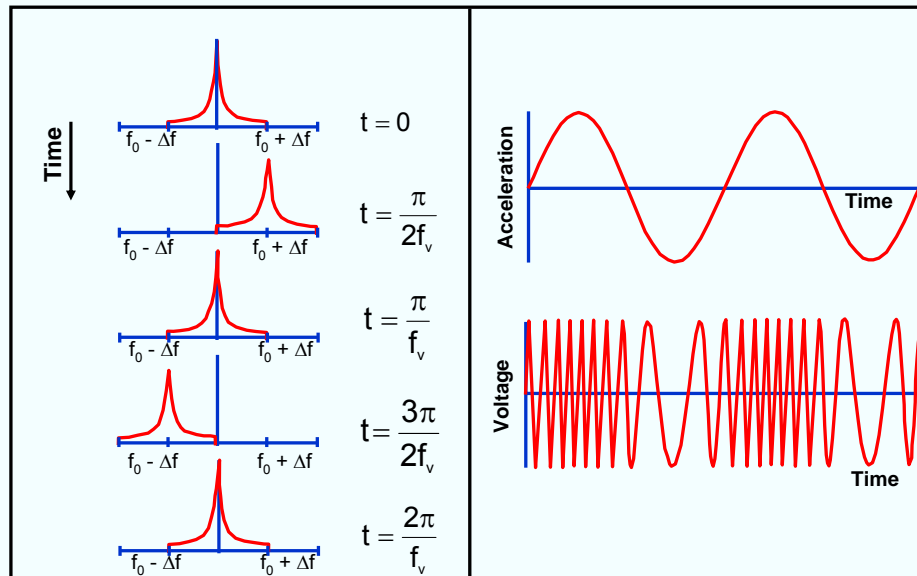 Time
t = 0
f₀ - Δf f₀ + Δf
t = π/2fᵥ
f₀ - Δf f₀ + Δf
t = π/fᵥ
f₀ - Δf f₀ + Δf
t = 3π/2fᵥ
f₀ - Δf f₀ + Δf
t = 2π/fᵥ
f₀ - Δf f₀ + Δf
Acceleration
Time
Voltage
Time